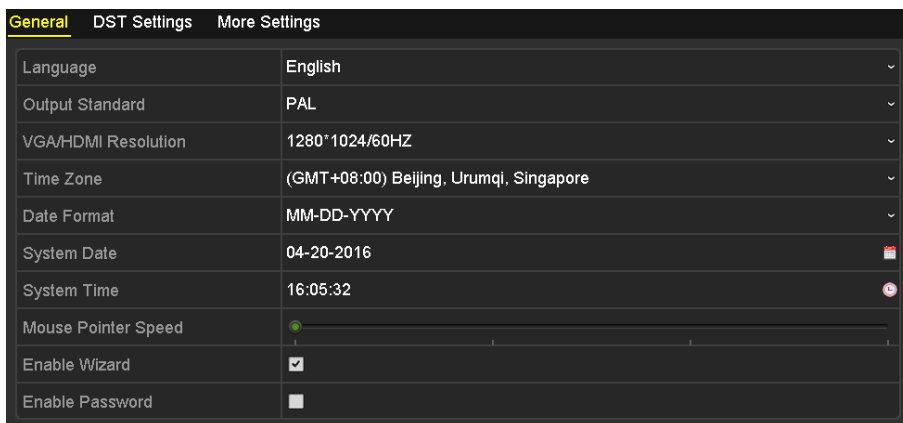 General DST Settings More Settings
Language English
Output Standard PAL
VGA/HDMI Resolution 1280*1024/60HZ
Time Zone (GMT+08:00) Beijing, Urumqi, Singapore
Date Format MM-DD-YYYY
System Date 04-20-2016
System Time 16:05:32
Mouse Pointer Speed
Enable Wizard
Enable Password